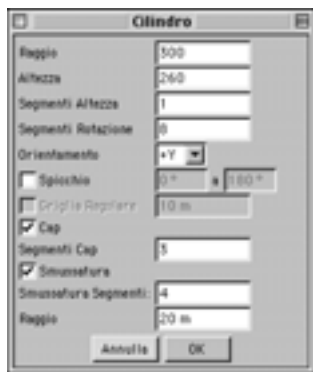 Cilindro
Raggio 300
Altezza 260
Segmenti Altezza 1
Segmenti Rotazione 8
Orientamento +Y
Spicchio 0° a 180°
Griglia Regolare 10 m
Cap
Segmenti Cap 3
Smussatura
Smussatura Segmenti: 4
Raggio 20 m
Annulla OK